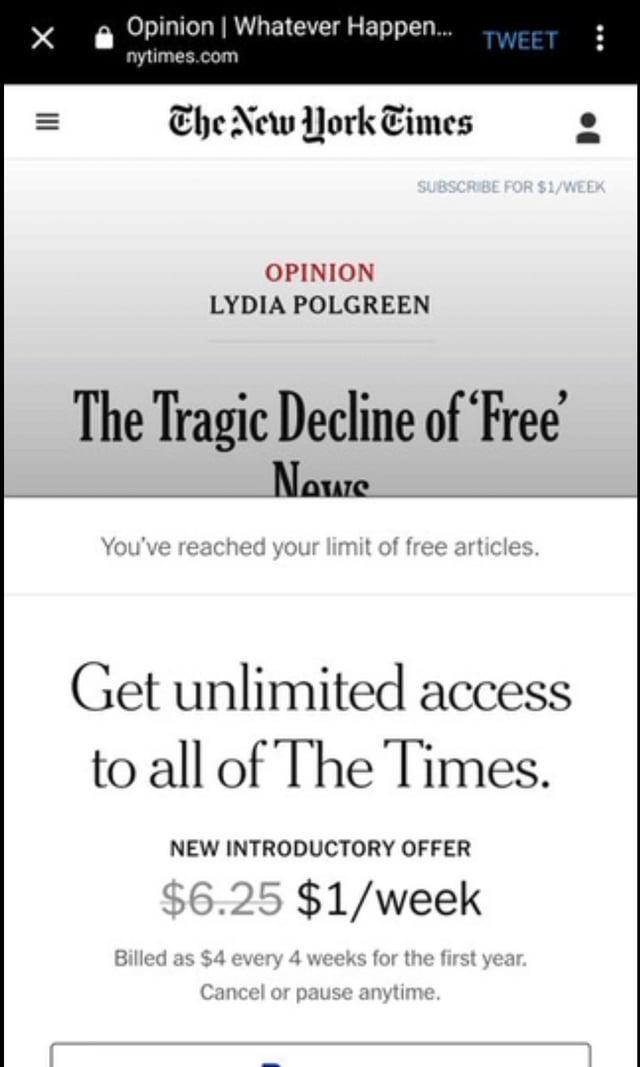 Opinion | Whatever Happen...
nytimes.com
TWEET
The New York Times
SUBSCRIBE FOR $1/WEEK
OPINION
LYDIA POLGREEN
The Tragic Decline of ‘Free’
News
You’ve reached your limit of free articles.
Get unlimited access
to all of The Times.
NEW INTRODUCTORY OFFER
$6.25 $1/week
Billed as $4 every 4 weeks for the first year.
Cancel or pause anytime.